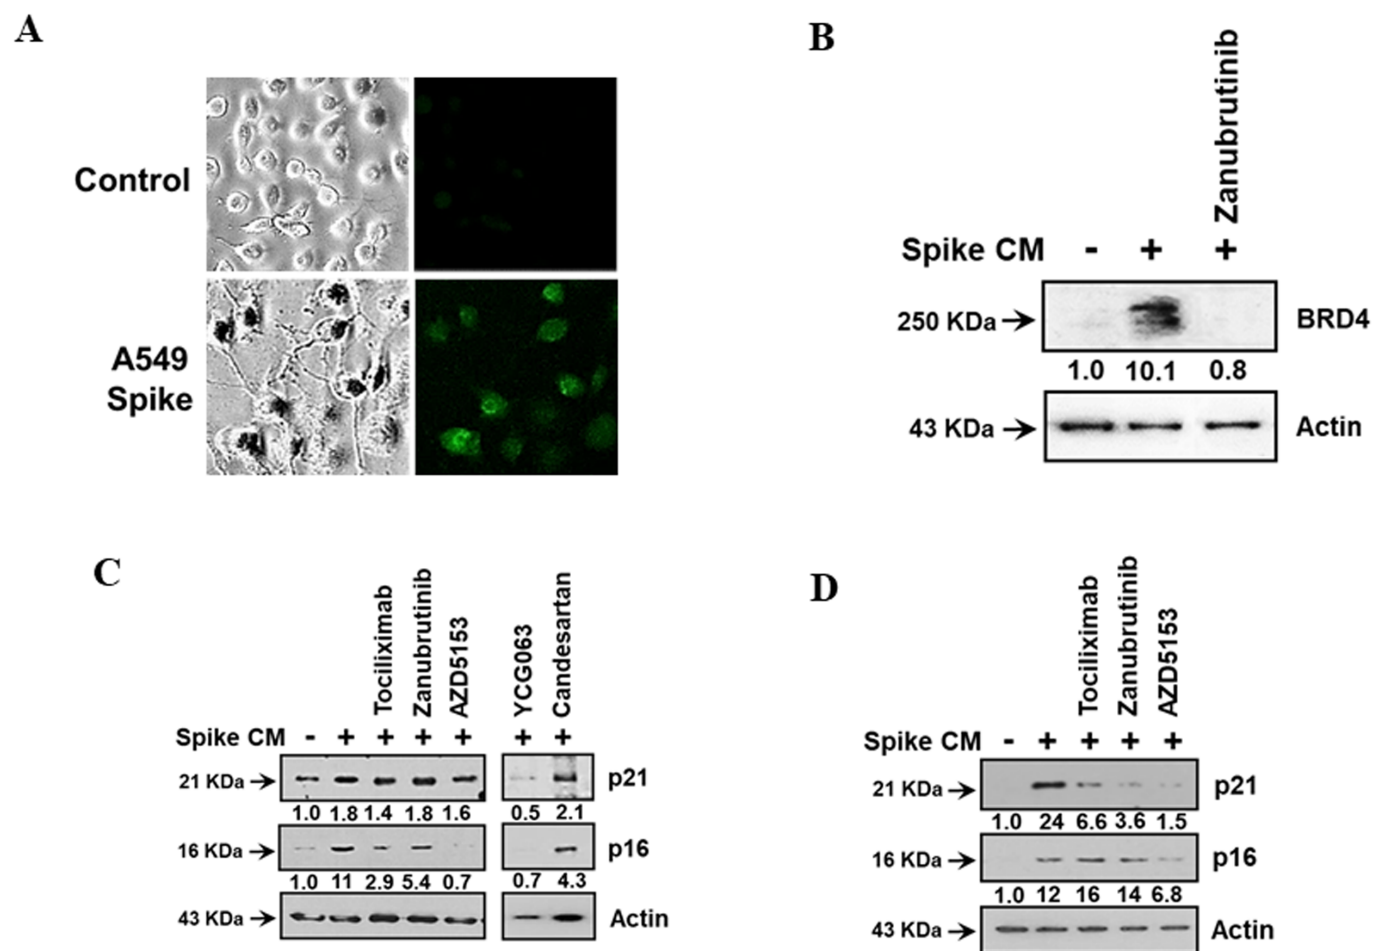 A
Control
A549
Spike
B
Zanubrutinib
Spike CM - + +
250 KDa BRD4
1.0 10.1 0.8
43 KDa Actin
C
Tociliximab
Zanubrutinib
AZD5153
YCG063
Candesartan
Spike CM - + + + + + +
21 KDa p21
1.0 1.8 1.4 1.8 1.6 0.5 2.1
16 KDa p16
1.0 11 2.9 5.4 0.7 0.7 4.3
43 KDa Actin
D
Tociliximab
Zanubrutinib
AZD5153
Spike CM - + + + +
21 KDa p21
1.0 24 6.6 3.6 1.5
16 KDa p16
1.0 12 16 14 6.8
43 KDa Actin